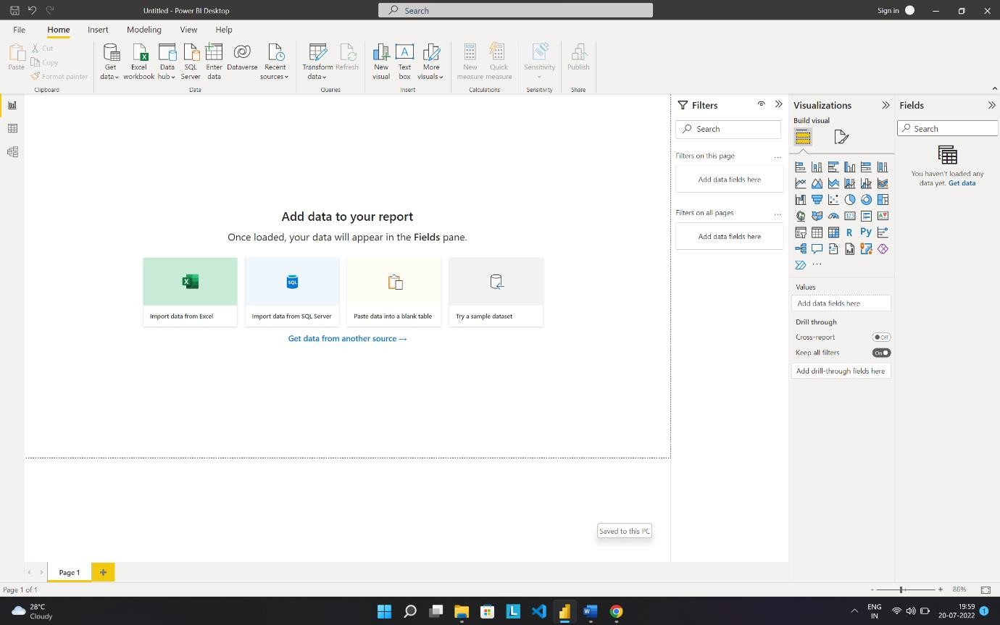 Untitled - Power BI Desktop
Search
Sign in
File Home Insert Modeling View Help
Paste
Cut
Copy
Format painter
Clipboard
Get data
Excel workbook
Data hub
SQL Server
Enter data
Dataverse
Recent sources
Data
Transform data
Refresh
Queries
New visual
Text box
More visuals
Insert
New measure
Quick measure
Calculations
Sensitivity
Sensitivity
Publish
Share
Add data to your report
Once loaded, your data will appear in the Fields pane.
SQL
Import data from Excel
Import data from SQL Server
Paste data into a blank table
Try a sample dataset
Get data from another source →
Saved to this PC
Filters
Search
Filters on this page ...
Add data fields here
Filters on all pages ...
Add data fields here
Visualizations
Build visual
123
R Py
...
Values
Add data fields here
Drill through
Cross-report Off
Keep all filters On
Add drill-through fields here
Fields
Search
You haven't loaded any
data yet. Get data
Page 1
+
Page 1 of 1
- + 86%
28°C
Cloudy
L
W
ENG
IN
19:59
20-07-2022
1